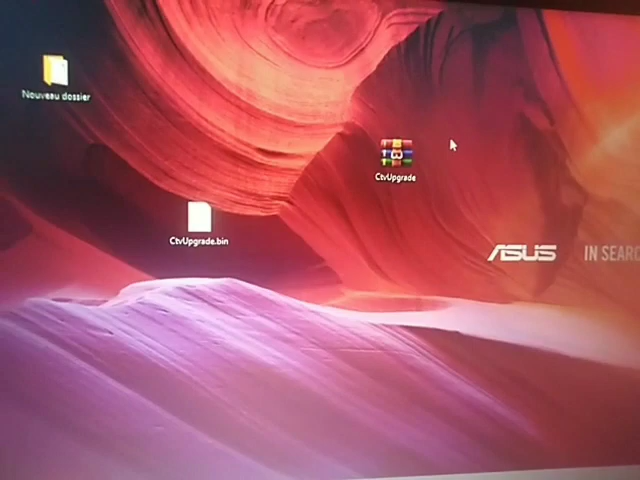 Nouveau dossier
CtvUpgrade
CtvUpgrade.bin
ASUS
IN SEARC